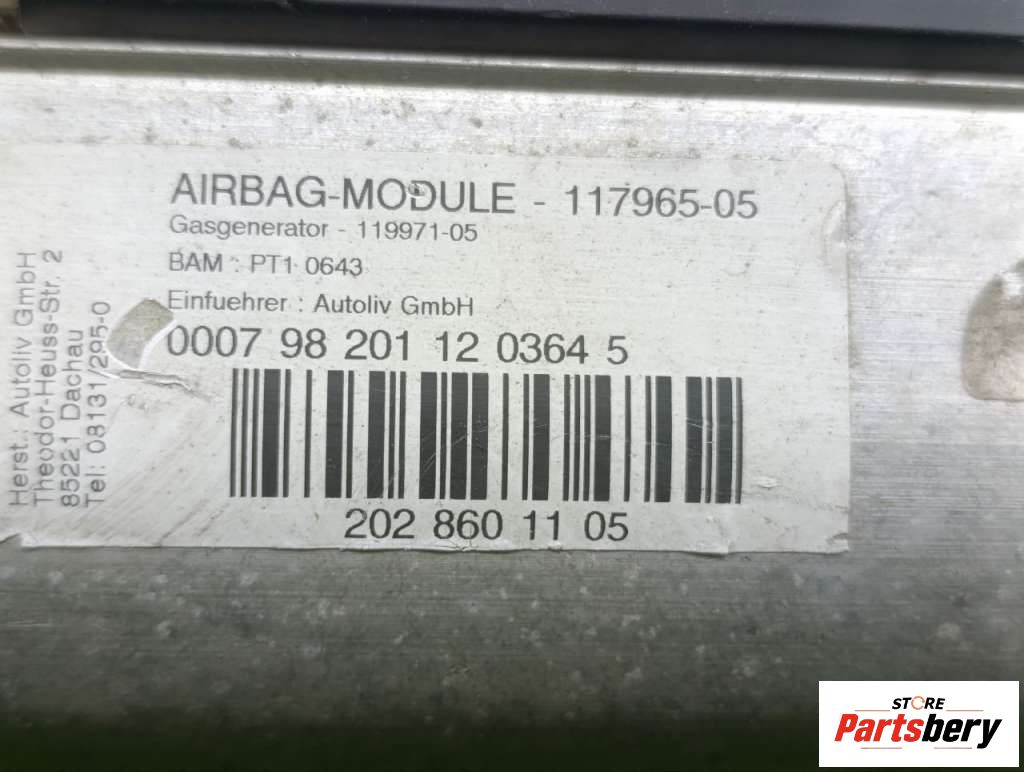 AIRBAG-MODULE - 117965-05
Gasgenerator - 119971-05
BAM : PT1 0643
Einfuehrer : Autoliv GmbH
0007 98 201 12 0364 5
202 860 11 05
Herst.: Autoliv GmbH
Theodor-Heuss-Str. 2
85221 Dachau
Tel: 08131/295-0
STORE
Partsbery